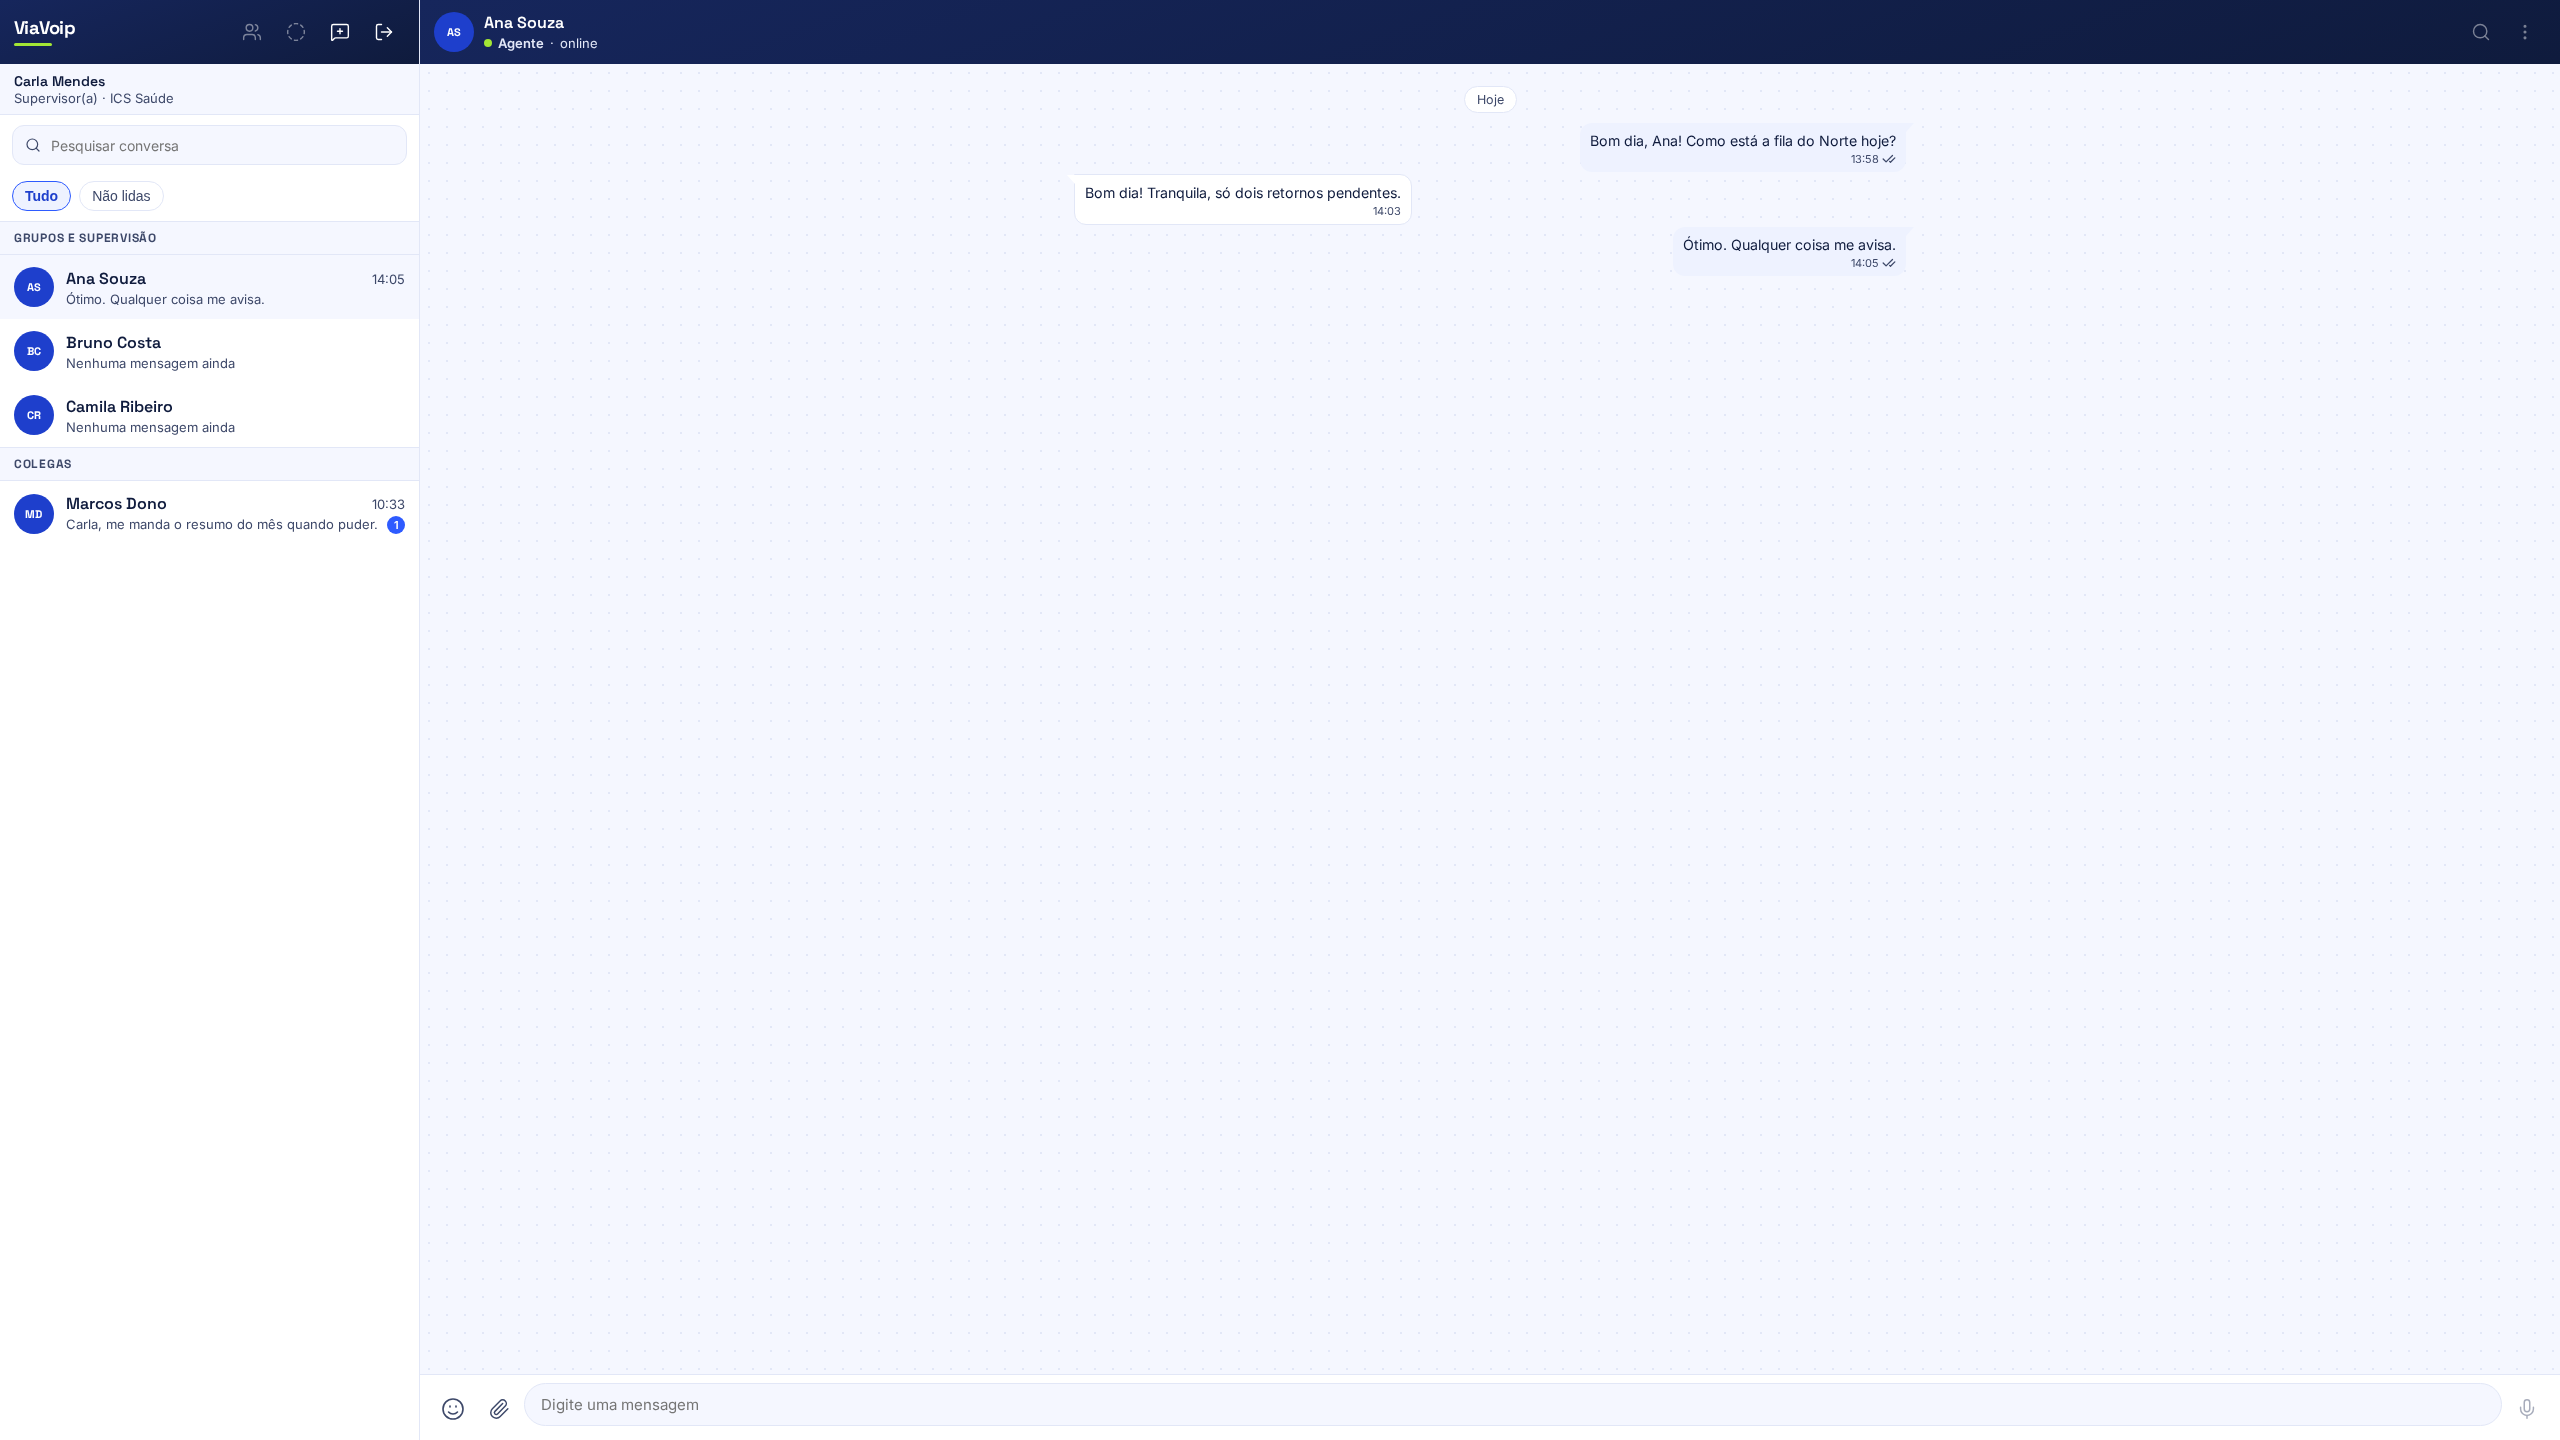 ViaVoip
Carla Mendes
Supervisor(a) · ICS Saúde
Pesquisar conversa
Tudo
Não lidas
GRUPOS E SUPERVISÃO
AS
Ana Souza
14:05
Ótimo. Qualquer coisa me avisa.
BC
Bruno Costa
Nenhuma mensagem ainda
CR
Camila Ribeiro
Nenhuma mensagem ainda
COLEGAS
MD
Marcos Dono
10:33
Carla, me manda o resumo do mês quando puder.
1
AS
Ana Souza
Agente · online
Hoje
Bom dia, Ana! Como está a fila do Norte hoje?
13:58
Bom dia! Tranquila, só dois retornos pendentes.
14:03
Ótimo. Qualquer coisa me avisa.
14:05
Digite uma mensagem